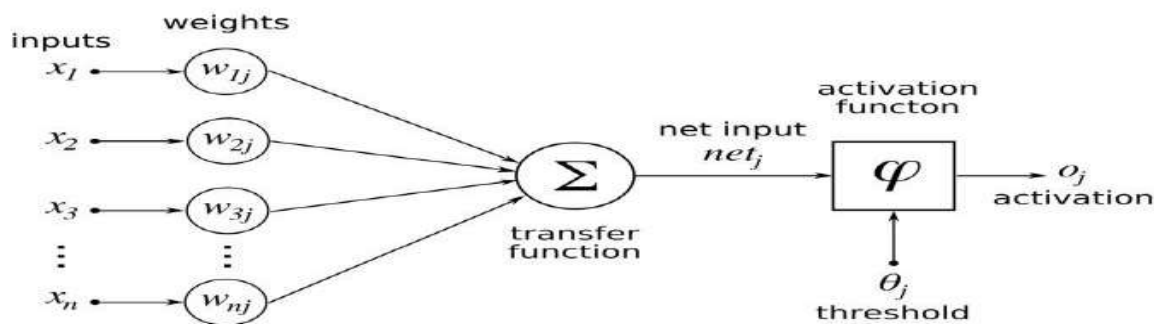 weights
inputs
x1 w1j
x2 w2j
x3 w3j
⋮ ⋮
xn wnj
Σ
transfer
function
net input
netj
activation
functon
φ
oj
activation
θj
threshold